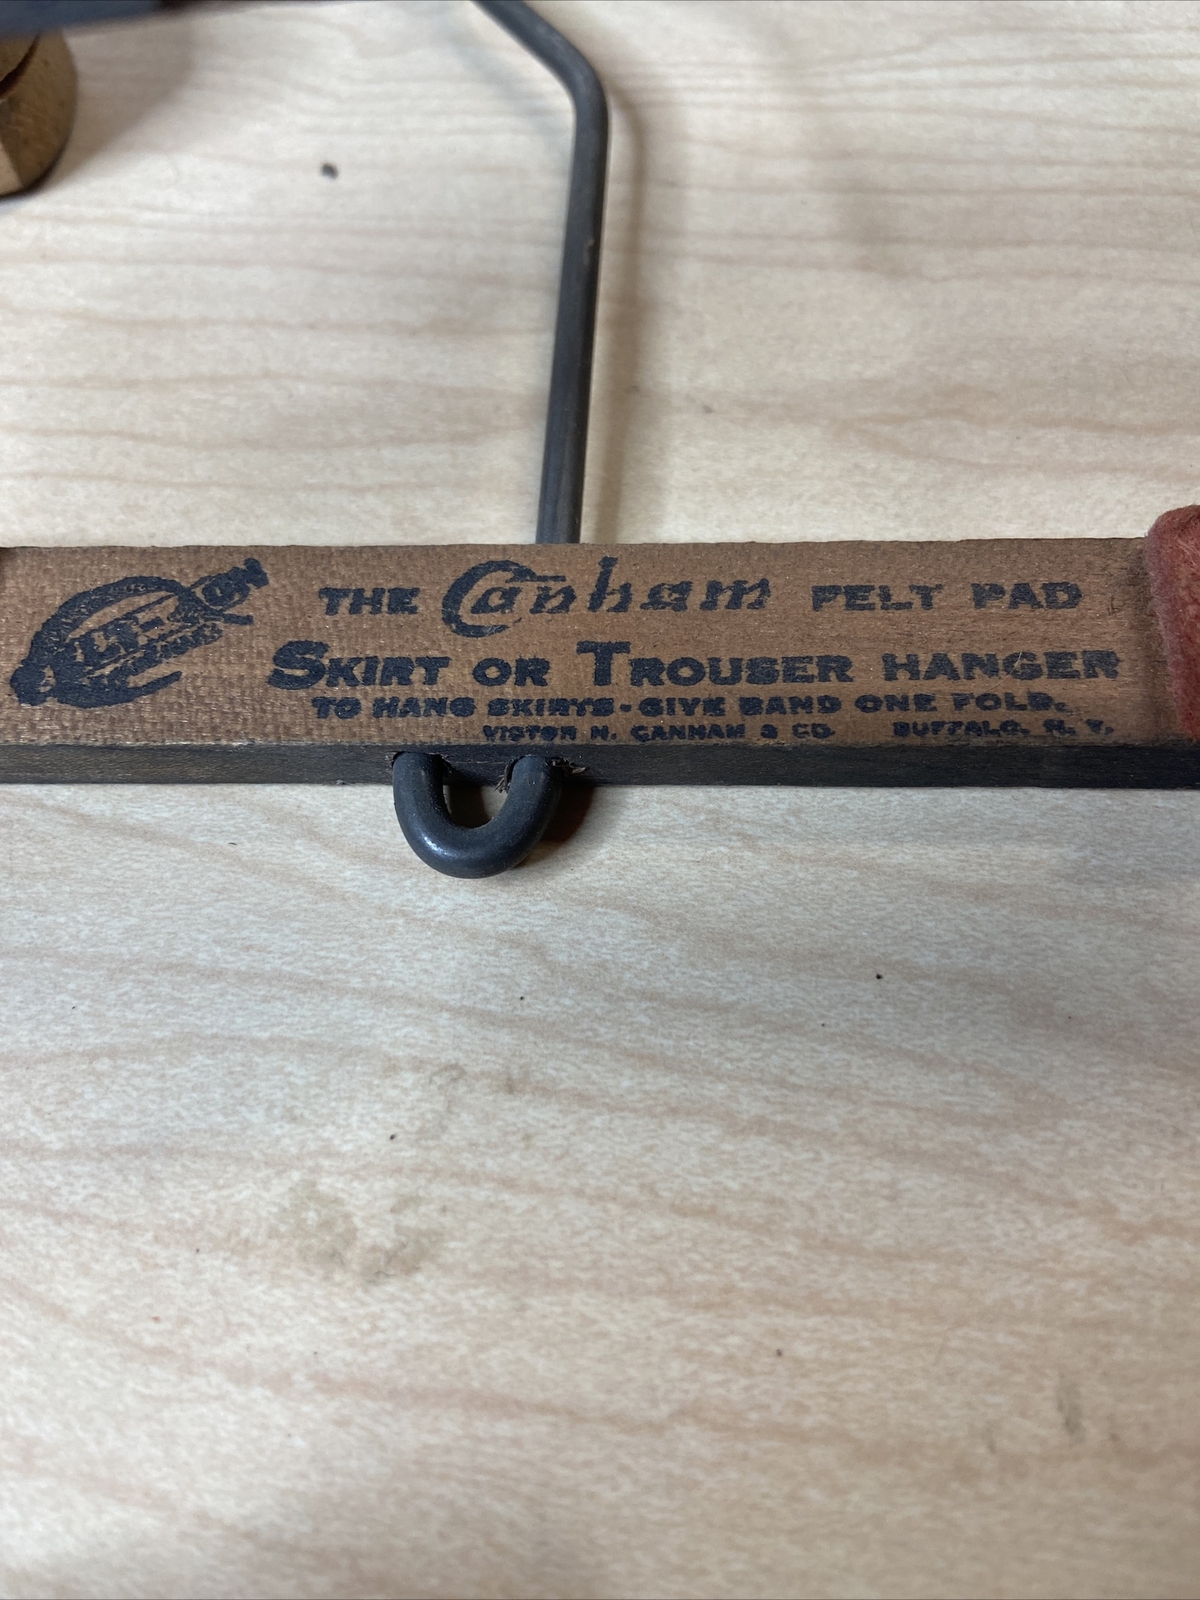 THE Canham FELT PAD
SKIRT OR TROUSER HANGER
TO HANG SKIRTS-GIVE BAND ONE FOLD.
VICTOR N. CANHAM & CO. BUFFALO, N. Y.